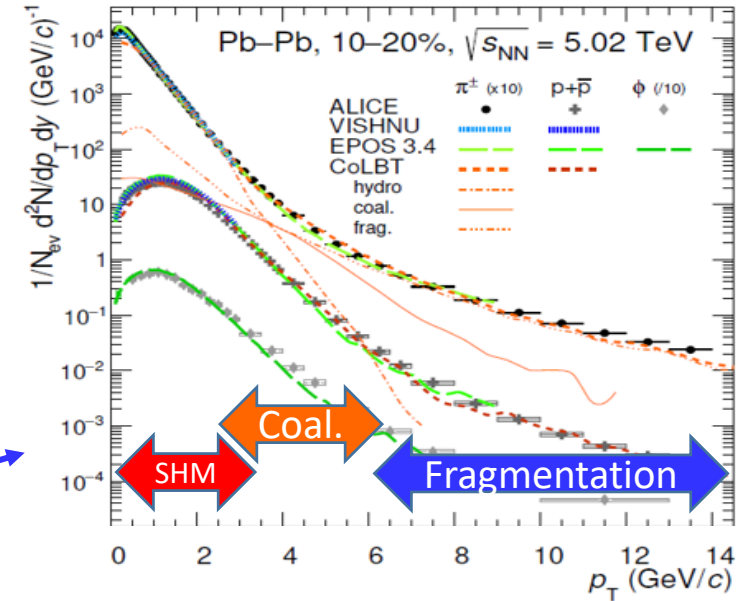 Pb–Pb, 10–20%, √sNN = 5.02 TeV
π± (x10) p+p̅ ϕ (/10)
ALICE
VISHNU
EPOS 3.4
CoLBT
hydro
coal.
frag.
1/Nev d²N/dpTdy (GeV/c)⁻¹
10⁴
10³
10²
10
1
10⁻¹
10⁻²
10⁻³
10⁻⁴
Coal.
SHM
Fragmentation
0 2 4 6 8 10 12 14
pT (GeV/c)